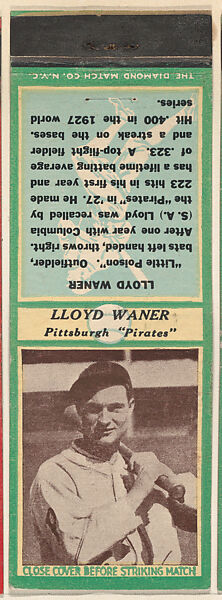 THE DIAMOND MATCH CO. N.Y.C.
LLOYD WANER
"Little Poison". Outfielder,
bats left handed, throws right.
After one year with Columbia
(S. A.) Lloyd was recalled by
the "Pirates" in '27. He made
223 hits in his first year and
has a lifetime batting average
of .323. A top-flight fielder
and a streak on the bases.
Hit .400 in the 1927 world
series.
LLOYD WANER
Pittsburgh "Pirates"
CLOSE COVER BEFORE STRIKING MATCH